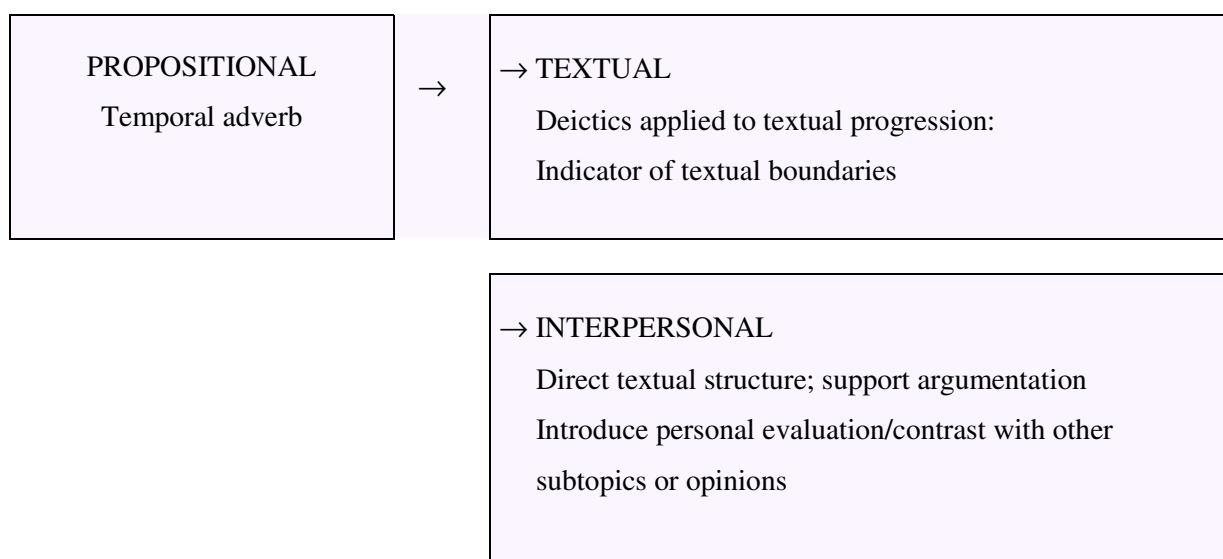 PROPOSITIONAL
Temporal adverb
→
→ TEXTUAL
Deictics applied to textual progression:
Indicator of textual boundaries
→ INTERPERSONAL
Direct textual structure; support argumentation
Introduce personal evaluation/contrast with other
subtopics or opinions